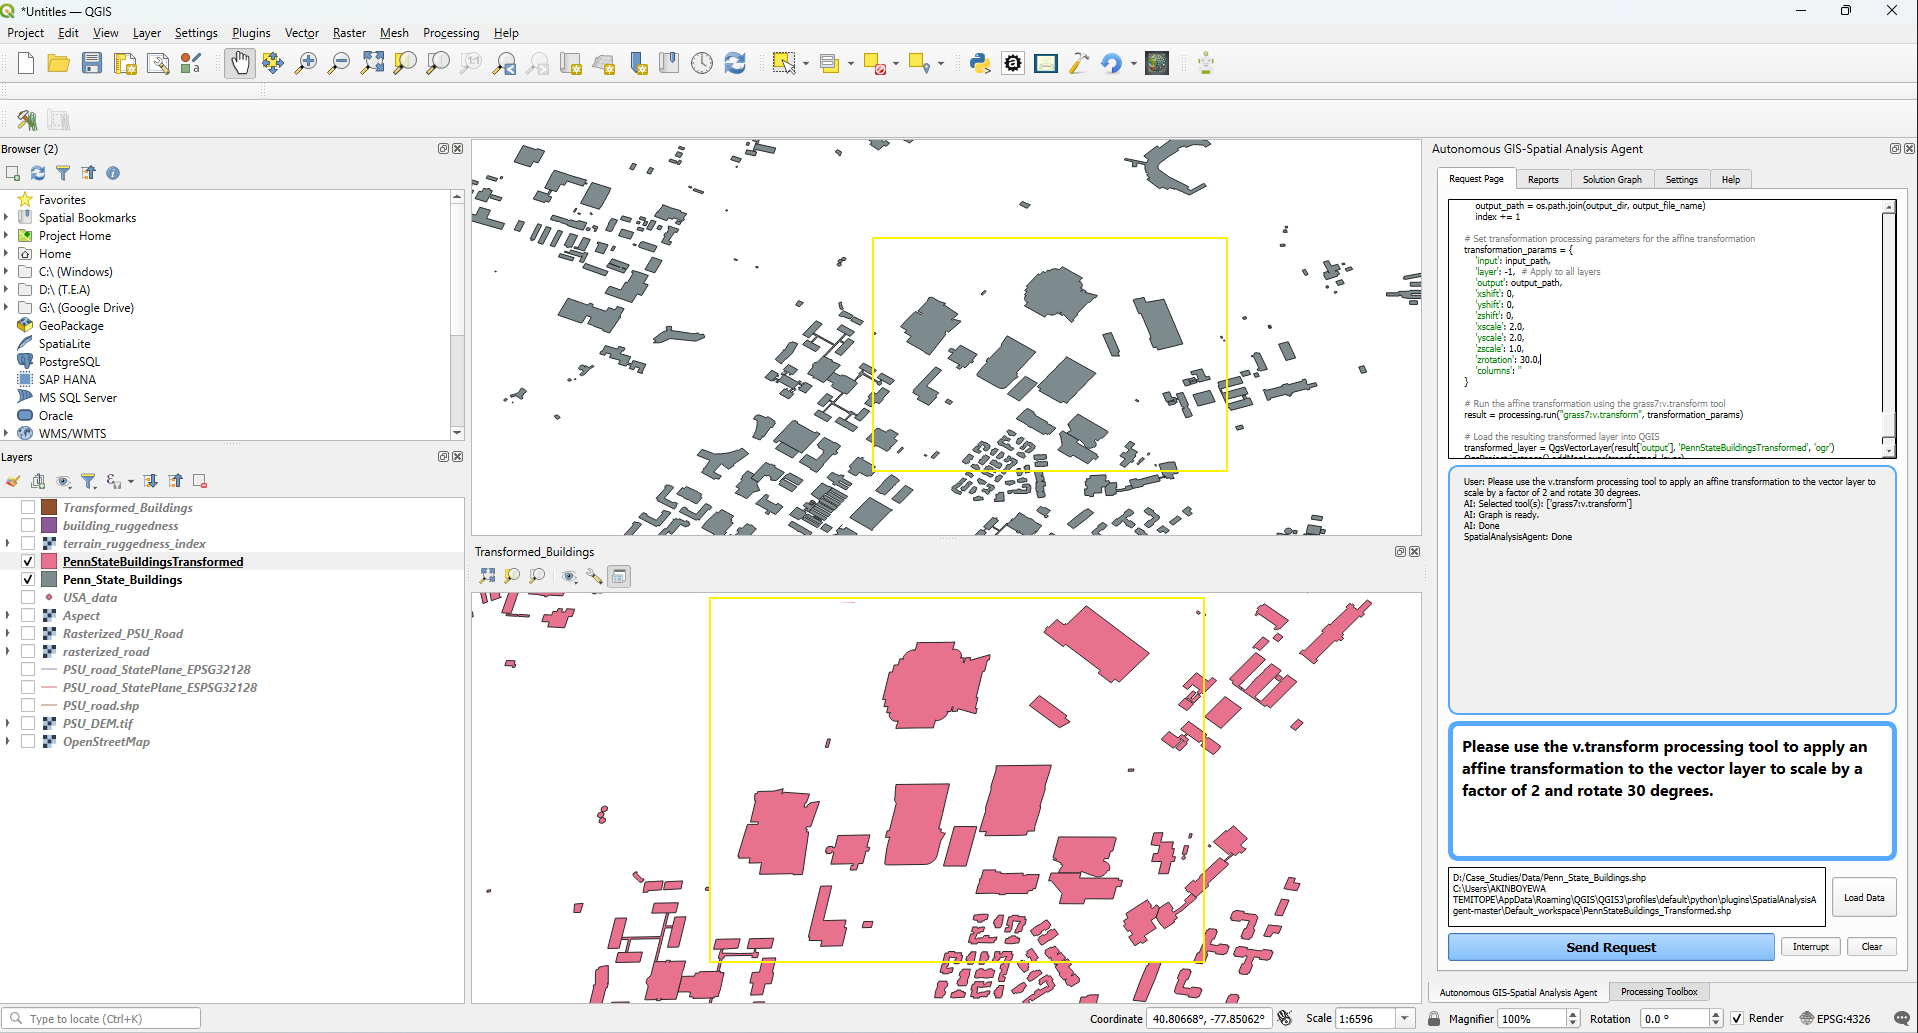 *Untitles — QGIS
Project Edit View Layer Settings Plugins Vector Raster Mesh Processing Help
Browser (2)
Favorites
Spatial Bookmarks
Project Home
Home
C:\ (Windows)
D:\ (T.E.A)
G:\ (Google Drive)
GeoPackage
SpatiaLite
PostgreSQL
SAP HANA
MS SQL Server
Oracle
WMS/WMTS
Layers
Transformed_Buildings
building_ruggedness
terrain_ruggedness_index
PennStateBuildingsTransformed
Penn_State_Buildings
USA_data
Aspect
Rasterized_PSU_Road
rasterized_road
PSU_road_StatePlane_EPSG32128
PSU_road_StatePlane_ESPSG32128
PSU_road.shp
PSU_DEM.tif
OpenStreetMap
Type to locate (Ctrl+K)
Transformed_Buildings
Autonomous GIS-Spatial Analysis Agent
Request Page Reports Solution Graph Settings Help
output_path = os.path.join(output_dir, output_file_name)
index += 1
# Set transformation processing parameters for the affine transformation
transformation_params = {
'input': input_path,
'layer': -1, # Apply to all layers
'output': output_path,
'xshift': 0,
'yshift': 0,
'zshift': 0,
'xscale': 2.0,
'yscale': 2.0,
'zscale': 1.0,
'zrotation': 30.0,
'columns': ''
}
# Run the affine transformation using the grass7:v.transform tool
result = processing.run("grass7:v.transform", transformation_params)
# Load the resulting transformed layer into QGIS
transformed_layer = QgsVectorLayer(result['output'], 'PennStateBuildingsTransformed', 'ogr')
User: Please use the v.transform processing tool to apply an affine transformation to the vector layer to
scale by a factor of 2 and rotate 30 degrees.
AI: Selected tool(s): ['grass7:v.transform']
AI: Graph is ready.
AI: Done
SpatialAnalysisAgent: Done
Please use the v.transform processing tool to apply an
affine transformation to the vector layer to scale by a
factor of 2 and rotate 30 degrees.
D:/Case_Studies/Data/Penn_State_Buildings.shp
C:\Users\AKINBOYEWA
TEMITOPE\AppData\Roaming\QGIS\QGIS3\profiles\default\python\plugins\SpatialAnalysisA
gent-master\Default_workspace\PennStateBuildings_Transformed.shp
Load Data
Send Request Interrupt Clear
Autonomous GIS-Spatial Analysis Agent Processing Toolbox
Coordinate 40.80668°, -77.85062° Scale 1:6596 Magnifier 100% Rotation 0.0 ° Render EPSG:4326